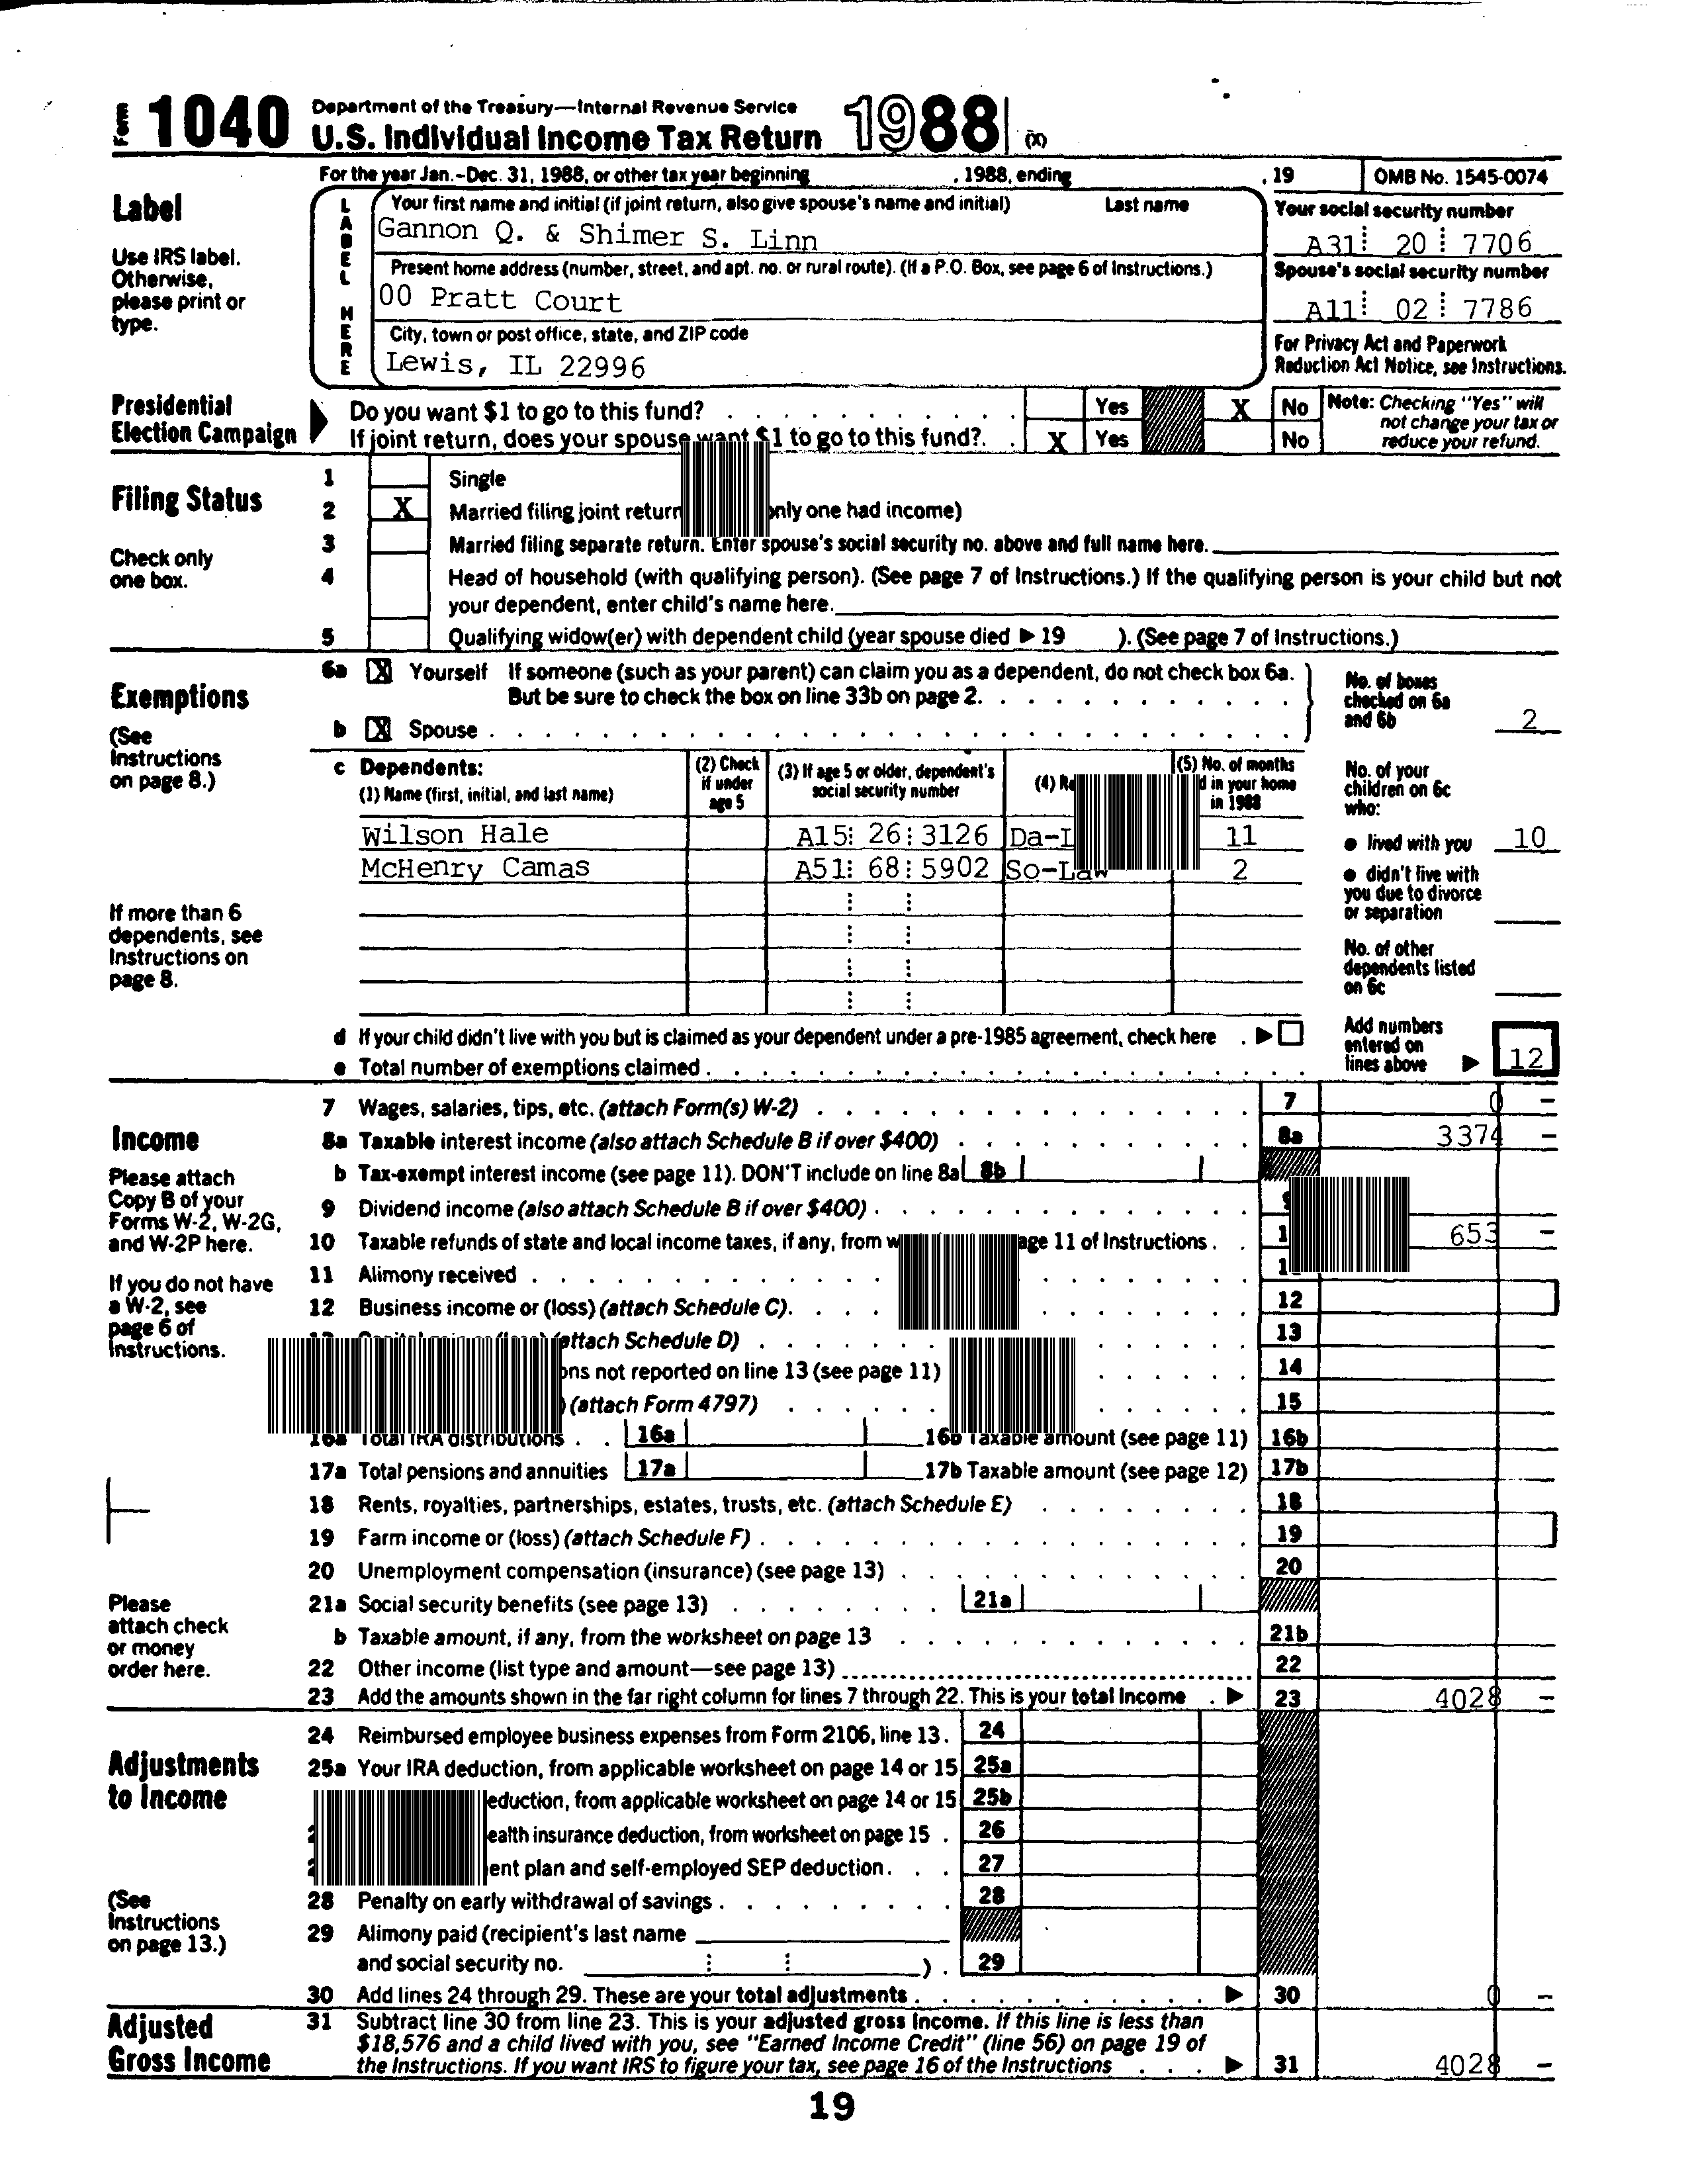 Form 1040 Department of the Treasury—Internal Revenue Service
U.S. Individual Income Tax Return 1988 (X)
For the year Jan.-Dec. 31, 1988, or other tax year beginning , 1988, ending , 19 OMB No. 1545-0074
Label
Use IRS label.
Otherwise,
please print or
type.
LABEL HERE
Your first name and initial (if joint return, also give spouse's name and initial) Last name
Gannon Q. & Shimer S. Linn
Present home address (number, street, and apt. no. or rural route). (If a P.O. Box, see page 6 of Instructions.)
00 Pratt Court
City, town or post office, state, and ZIP code
Lewis, IL 22996
Your social security number
A31 20 7706
Spouse's social security number
A11 02 7786
For Privacy Act and Paperwork
Reduction Act Notice, see Instructions.
Presidential
Election Campaign
Do you want $1 to go to this fund? . . . . . . . . . . . Yes X No
If joint return, does your spouse want $1 to go to this fund?. . X Yes No
Note: Checking "Yes" will
not change your tax or
reduce your refund.
Filing Status
Check only
one box.
1 Single
2 X Married filing joint return only one had income)
3 Married filing separate return. Enter spouse's social security no. above and full name here.
4 Head of household (with qualifying person). (See page 7 of Instructions.) If the qualifying person is your child but not
your dependent, enter child's name here.
5 Qualifying widow(er) with dependent child (year spouse died ▶ 19 ). (See page 7 of Instructions.)
Exemptions
(See
Instructions
on page 8.)
6a X Yourself If someone (such as your parent) can claim you as a dependent, do not check box 6a.
But be sure to check the box on line 33b on page 2.
b X Spouse
No. of boxes
checked on 6a
and 6b 2
c Dependents:
(1) Name (first, initial, and last name)
(2) Check
if under
age 5
(3) If age 5 or older, dependent's
social security number
(4)
(5) No. of months
in your home
in 1988
Wilson Hale A15 26 3126 11
McHenry Camas A51 68 5902 So-Law 2
If more than 6
dependents, see
Instructions on
page 8.
No. of your
children on 6c
who:
● lived with you 10
● didn't live with
you due to divorce
or separation
No. of other
dependents listed
on 6c
d If your child didn't live with you but is claimed as your dependent under a pre-1985 agreement, check here . ▶
e Total number of exemptions claimed
Add numbers
entered on
lines above ▶ 12
Income
Please attach
Copy B of your
Forms W-2, W-2G,
and W-2P here.
If you do not have
a W-2, see
page 6 of
Instructions.
Please
attach check
or money
order here.
7 Wages, salaries, tips, etc. (attach Form(s) W-2) 7 0 -
8a Taxable interest income (also attach Schedule B if over $400) 8a 3374 -
b Tax-exempt interest income (see page 11). DON'T include on line 8a 8b
9 Dividend income (also attach Schedule B if over $400)
10 Taxable refunds of state and local income taxes, if any, from page 11 of Instructions 653 -
11 Alimony received
12 Business income or (loss) (attach Schedule C). 12
(attach Schedule D) 13
not reported on line 13 (see page 11) 14
(attach Form 4797) 15
16a Total IRA distributions 16a 16b Taxable amount (see page 11) 16b
17a Total pensions and annuities 17a 17b Taxable amount (see page 12) 17b
18 Rents, royalties, partnerships, estates, trusts, etc. (attach Schedule E) 18
19 Farm income or (loss) (attach Schedule F) 19
20 Unemployment compensation (insurance) (see page 13) 20
21a Social security benefits (see page 13) 21a
b Taxable amount, if any, from the worksheet on page 13 21b
22 Other income (list type and amount—see page 13) 22
23 Add the amounts shown in the far right column for lines 7 through 22. This is your total income . ▶ 23 4028 -
Adjustments
to Income
(See
Instructions
on page 13.)
24 Reimbursed employee business expenses from Form 2106, line 13. 24
25a Your IRA deduction, from applicable worksheet on page 14 or 15 25a
deduction, from applicable worksheet on page 14 or 15 25b
health insurance deduction, from worksheet on page 15 . 26
plan and self-employed SEP deduction. 27
28 Penalty on early withdrawal of savings 28
29 Alimony paid (recipient's last name
and social security no. ). 29
30 Add lines 24 through 29. These are your total adjustments ▶ 30 0 -
Adjusted
Gross Income
31 Subtract line 30 from line 23. This is your adjusted gross income. If this line is less than
$18,576 and a child lived with you, see "Earned Income Credit" (line 56) on page 19 of
the Instructions. If you want IRS to figure your tax, see page 16 of the Instructions ▶ 31 4028 -
19